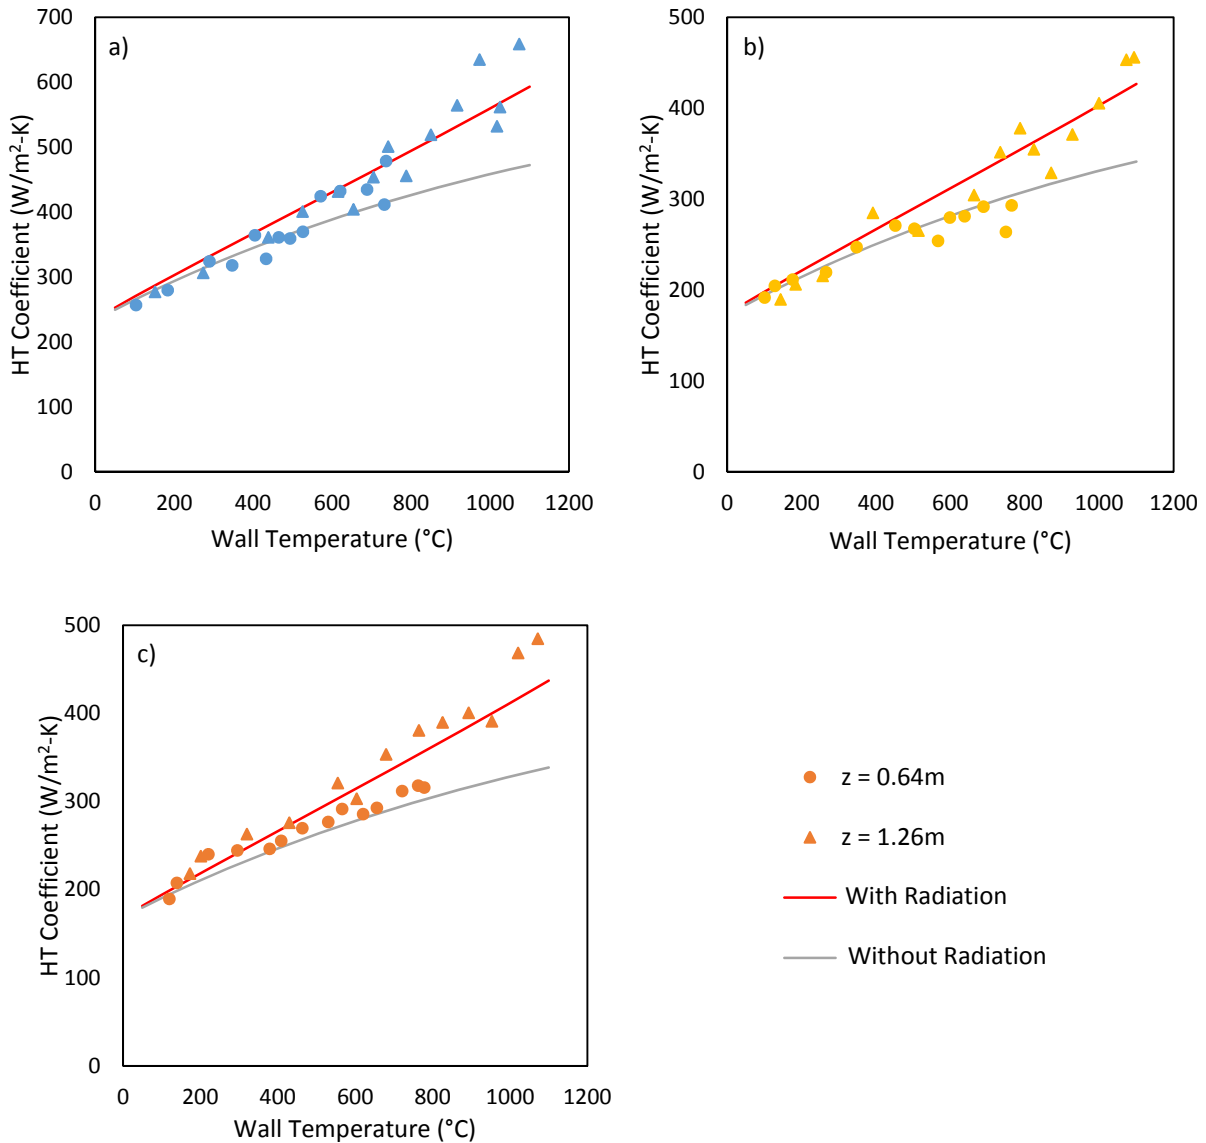 a)
700
600
500
400
300
200
100
0
HT Coefficient (W/m²-K)
0 200 400 600 800 1000 1200
Wall Temperature (°C)
b)
500
400
300
200
100
0
HT Coefficient (W/m²-K)
0 200 400 600 800 1000 1200
Wall Temperature (°C)
c)
500
400
300
200
100
0
HT Coefficient (W/m²-K)
0 200 400 600 800 1000 1200
Wall Temperature (°C)
z = 0.64m
z = 1.26m
With Radiation
Without Radiation